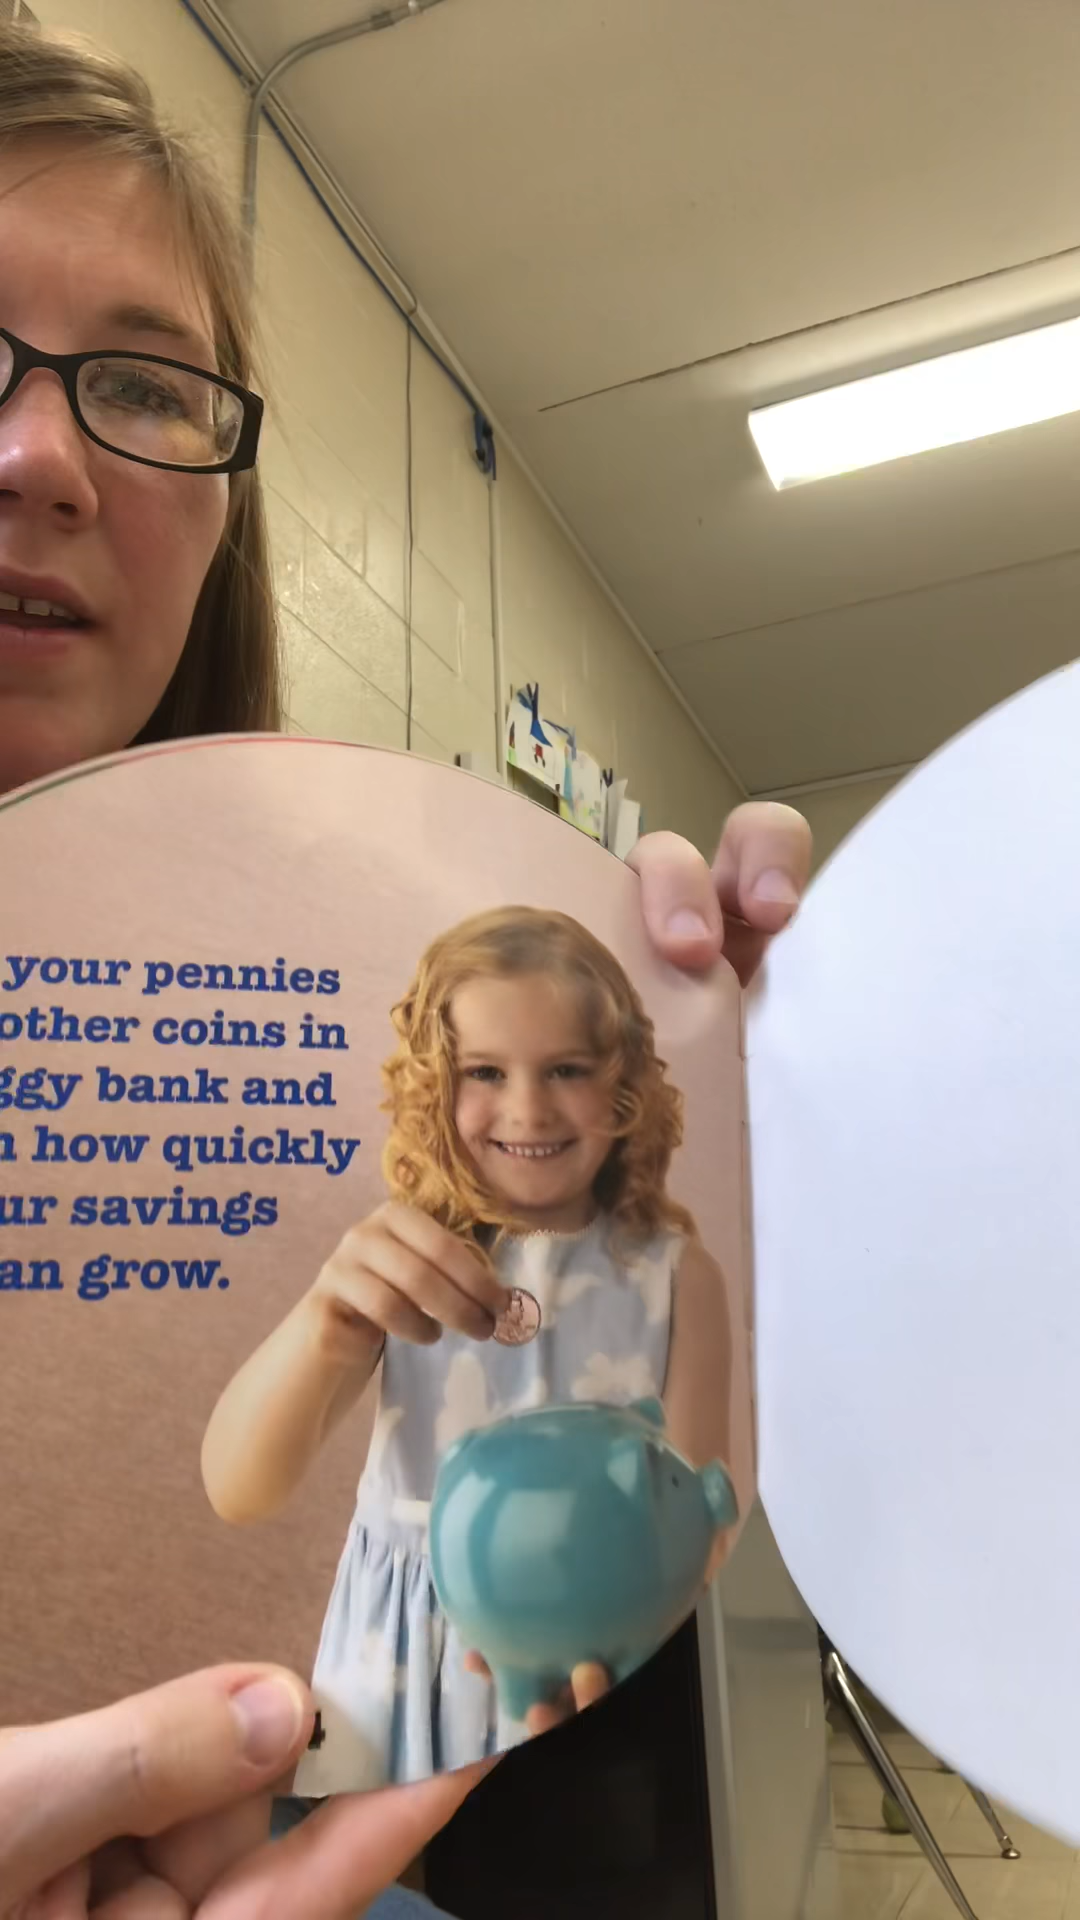 your pennies
other coins in
ggy bank and
n how quickly
ur savings
an grow.